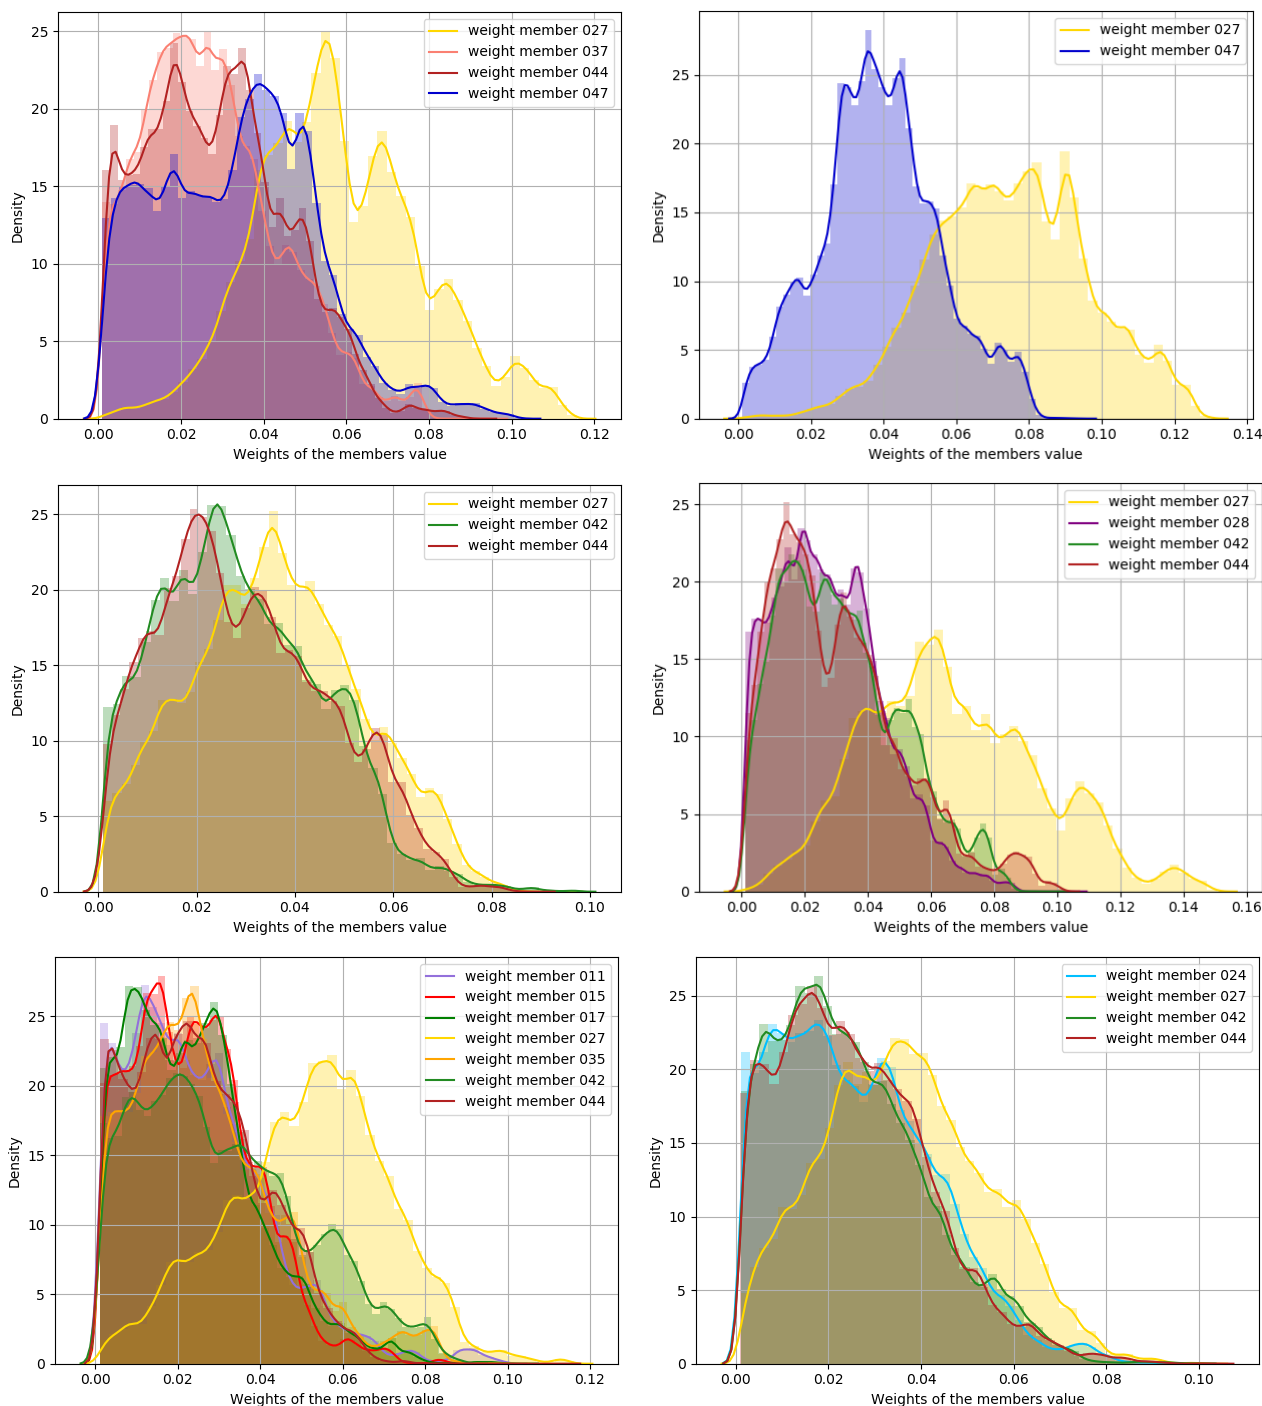 weight member 027
weight member 037
weight member 044
weight member 047
25
20
15
10
5
0
Density
0.00 0.02 0.04 0.06 0.08 0.10 0.12
Weights of the members value
weight member 027
weight member 047
25
20
15
10
5
0
Density
0.00 0.02 0.04 0.06 0.08 0.10 0.12 0.14
Weights of the members value
weight member 027
weight member 042
weight member 044
25
20
15
10
5
0
Density
0.00 0.02 0.04 0.06 0.08 0.10
Weights of the members value
weight member 027
weight member 028
weight member 042
weight member 044
25
20
15
10
5
0
Density
0.00 0.02 0.04 0.06 0.08 0.10 0.12 0.14 0.16
Weights of the members value
weight member 011
weight member 015
weight member 017
weight member 027
weight member 035
weight member 042
weight member 044
25
20
15
10
5
0
Density
0.00 0.02 0.04 0.06 0.08 0.10 0.12
Weights of the members value
weight member 024
weight member 027
weight member 042
weight member 044
25
20
15
10
5
0
Density
0.00 0.02 0.04 0.06 0.08 0.10
Weights of the members value